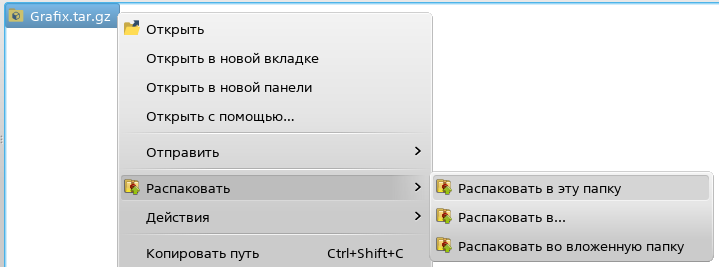 Grafix.tar.gz
Открыть
Открыть в новой вкладке
Открыть в новой панели
Открыть с помощью...
Отправить
Распаковать
Распаковать в эту папку
Действия
Распаковать в...
Копировать путь Ctrl+Shift+C
Распаковать во вложенную папку